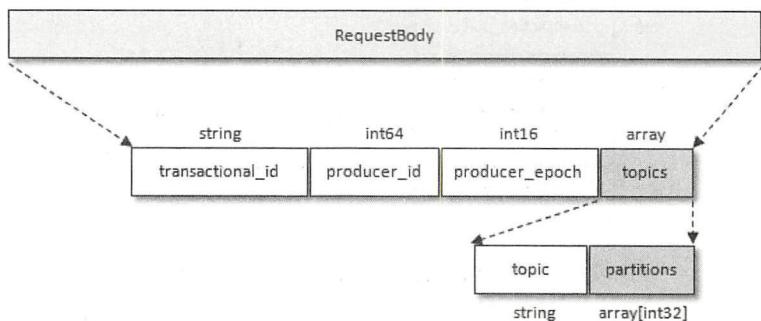 RequestBody
string int64 int16 array
transactional_id producer_id producer_epoch topics
topic partitions
string array[int32]